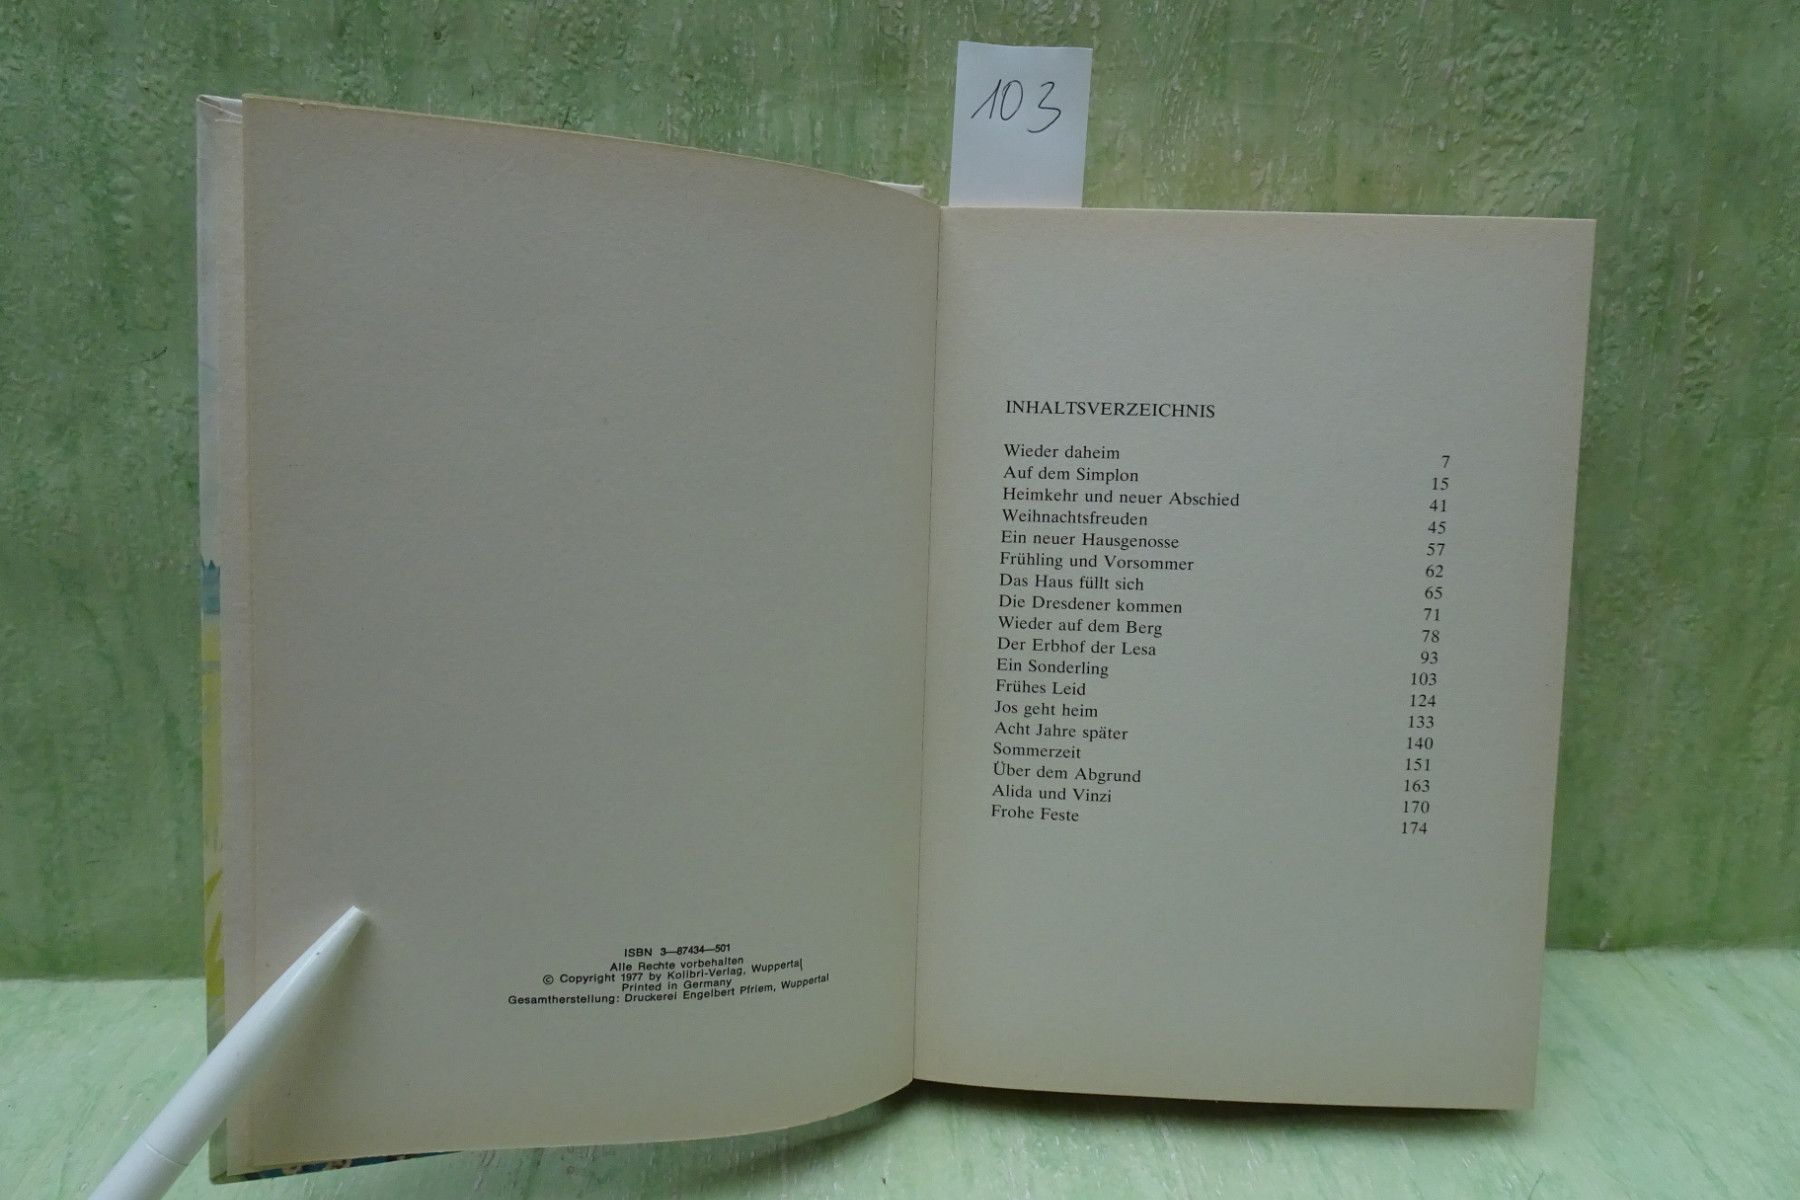 103
ISBN 3—87434—501
Alle Rechte vorbehalten
© Copyright 1977 by Kolibri-Verlag, Wuppertal
Printed in Germany
Gesamtherstellung: Druckerei Engelbert Pfriem, Wuppertal
INHALTSVERZEICHNIS
Wieder daheim 7
Auf dem Simplon 15
Heimkehr und neuer Abschied 41
Weihnachtsfreuden 45
Ein neuer Hausgenosse 57
Frühling und Vorsommer 62
Das Haus füllt sich 65
Die Dresdener kommen 71
Wieder auf dem Berg 78
Der Erbhof der Lesa 93
Ein Sonderling 103
Frühes Leid 124
Jos geht heim 133
Acht Jahre später 140
Sommerzeit 151
Über dem Abgrund 163
Alida und Vinzi 170
Frohe Feste 174